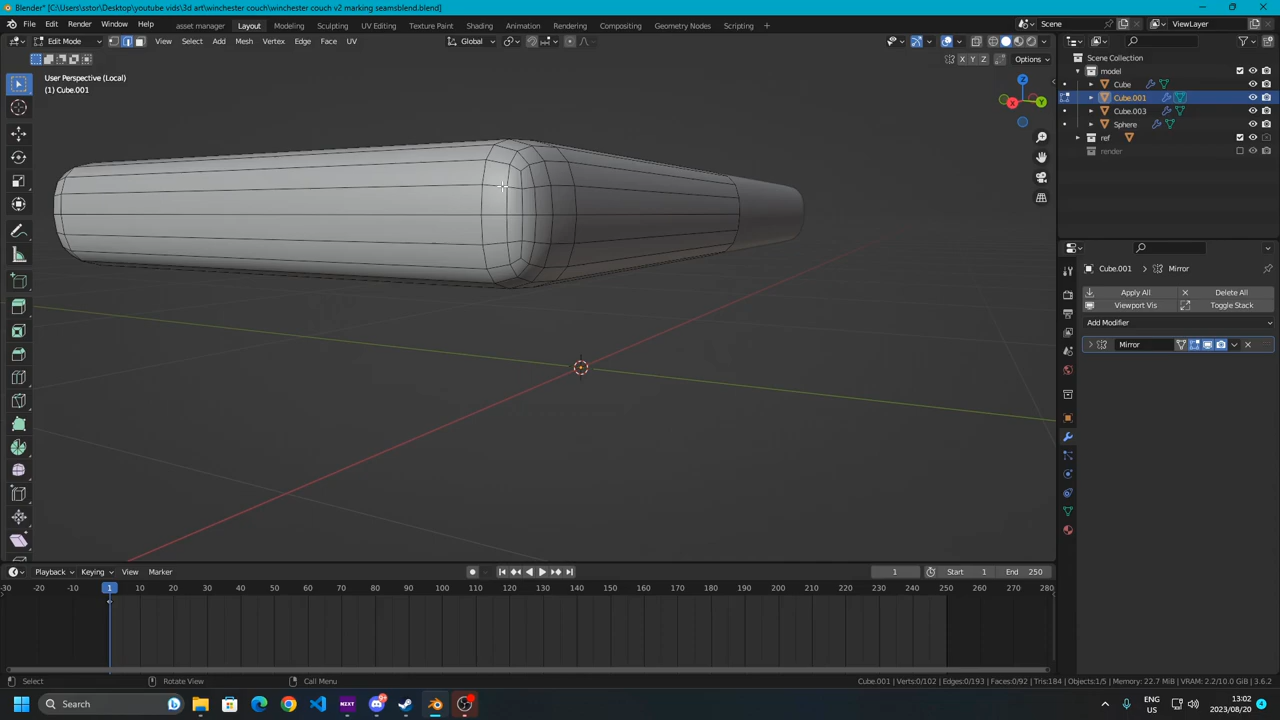 Blender* [C:\Users\sstor\Desktop\youtube vids\3d art\winchester couch\winchester couch v2 marking seamsblend.blend]
File Edit Render Window Help asset manager Layout Modeling Sculpting UV Editing Texture Paint Shading Animation Rendering Compositing Geometry Nodes Scripting + Scene ViewLayer
Edit Mode View Select Add Mesh Vertex Edge Face UV Global
X Y Z Options
User Perspective (Local)
(1) Cube.001
Z
X Y
Scene Collection
model
Cube
Cube.001
Cube.003
Sphere
ref
render
Cube.001 > Mirror
Apply All Delete All
Viewport Vis Toggle Stack
Add Modifier
Mirror
Playback Keying View Marker 1 Start 1 End 250
-30 -20 -10 1 10 20 30 40 50 60 70 80 90 100 110 120 130 140 150 160 170 180 190 200 210 220 230 240 250 260 270 280
Select Rotate View Call Menu Cube.001 | Verts:0/102 | Edges:0/193 | Faces:0/92 | Tris:184 | Objects:1/5 | Memory: 22.7 MiB | VRAM: 2.2/10.0 GiB | 3.6.2
Search NZXT ENG US 13:02 2023/08/20